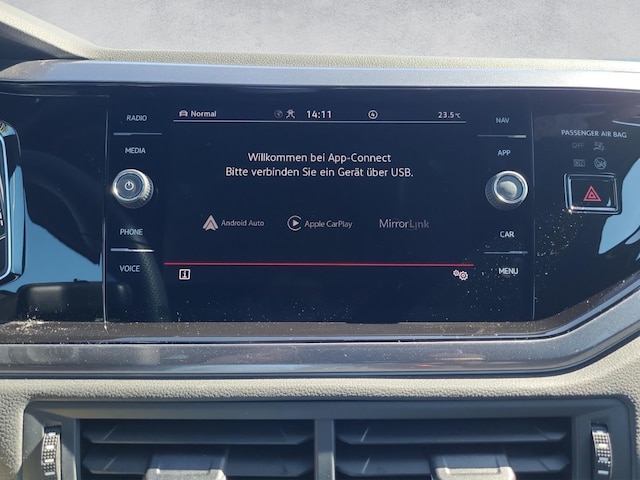 RADIO
MEDIA
PHONE
VOICE
Normal
14:11
23.5°C
Willkommen bei App-Connect
Bitte verbinden Sie ein Gerät über USB.
Android Auto
Apple CarPlay
MirrorLink
NAV
APP
CAR
MENU
PASSENGER AIR BAG
OFF